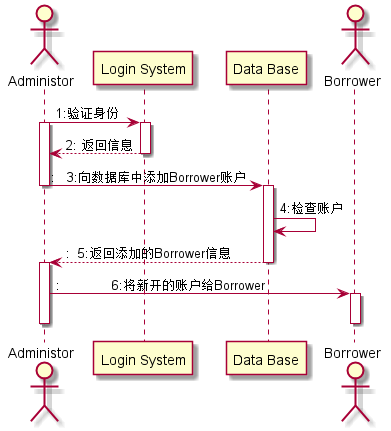 Administor
Login System
Data Base
Borrower
1:验证身份
2: 返回信息
: 3:向数据库中添加Borrower账户
4:检查账户
: 5:返回添加的Borrower信息
: 6:将新开的账户给Borrower
Administor
Login System
Data Base
Borrower